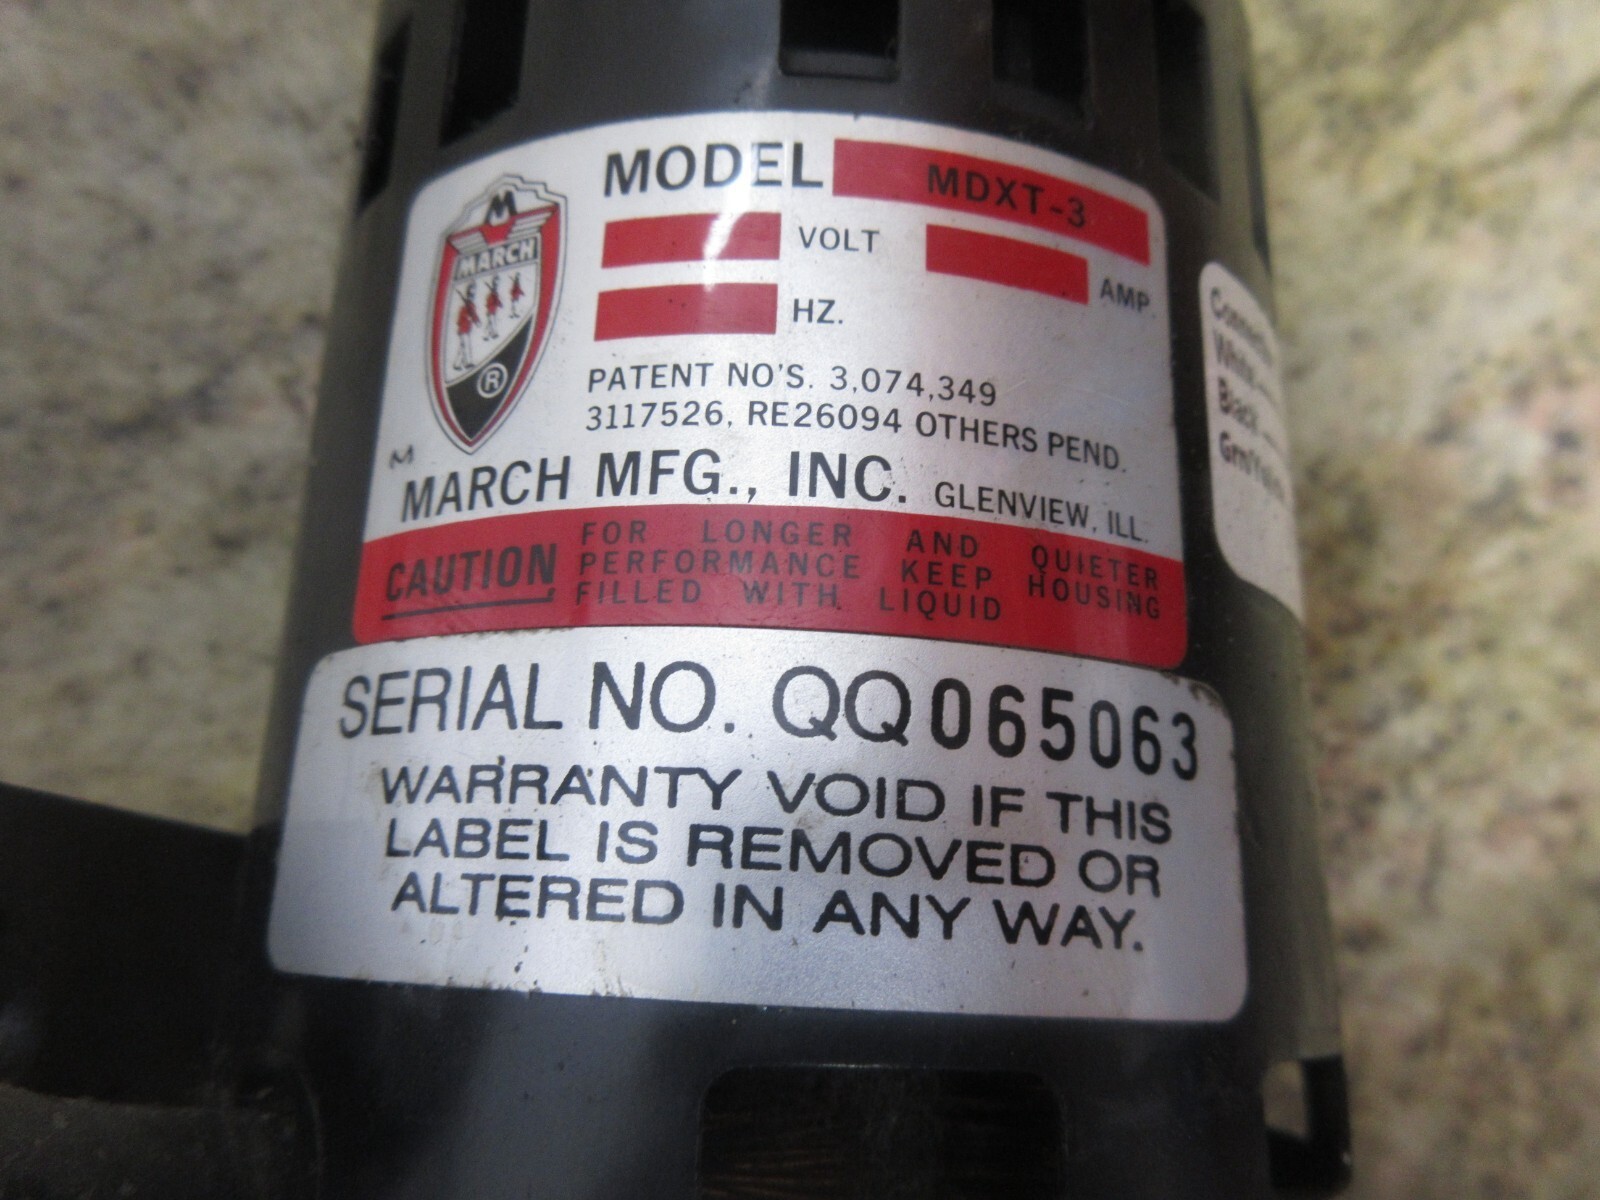 MODEL MDXT-3
VOLT AMP.
HZ.
M
MARCH
®
PATENT NO'S. 3,074,349
3117526, RE26094 OTHERS PEND.
M
MARCH MFG., INC. GLENVIEW, ILL.
CAUTION
FOR LONGER AND QUIETER
PERFORMANCE KEEP HOUSING
FILLED WITH LIQUID
SERIAL NO. QQ065063
WARRANTY VOID IF THIS
LABEL IS REMOVED OR
ALTERED IN ANY WAY.
White
Black